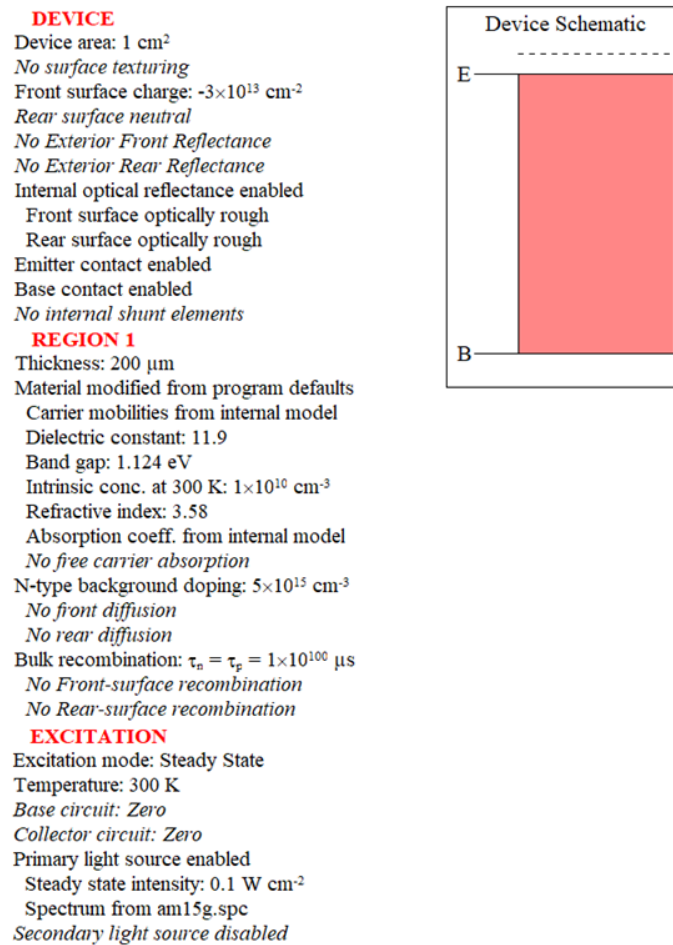 DEVICE
Device area: 1 cm²
No surface texturing
Front surface charge: -3×10¹³ cm⁻²
Rear surface neutral
No Exterior Front Reflectance
No Exterior Rear Reflectance
Internal optical reflectance enabled
Front surface optically rough
Rear surface optically rough
Emitter contact enabled
Base contact enabled
No internal shunt elements
REGION 1
Thickness: 200 µm
Material modified from program defaults
Carrier mobilities from internal model
Dielectric constant: 11.9
Band gap: 1.124 eV
Intrinsic conc. at 300 K: 1×10¹⁰ cm⁻³
Refractive index: 3.58
Absorption coeff. from internal model
No free carrier absorption
N-type background doping: 5×10¹⁵ cm⁻³
No front diffusion
No rear diffusion
Bulk recombination: τₙ = τₚ = 1×10¹⁰⁰ µs
No Front-surface recombination
No Rear-surface recombination
EXCITATION
Excitation mode: Steady State
Temperature: 300 K
Base circuit: Zero
Collector circuit: Zero
Primary light source enabled
Steady state intensity: 0.1 W cm⁻²
Spectrum from am15g.spc
Secondary light source disabled
Device Schematic
E
B